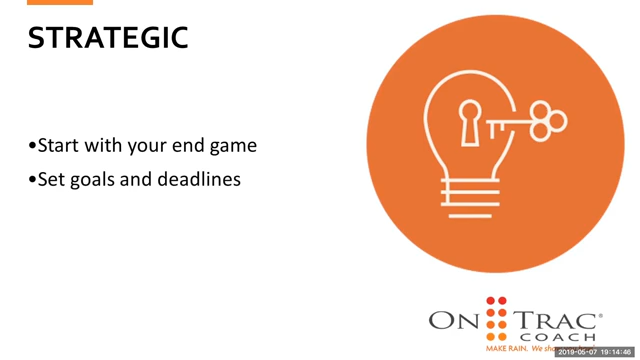 STRATEGIC
•Start with your end game
•Set goals and deadlines
ON TRAC®
COACH
MAKE RAIN. We
2019-05-07 19:14:46